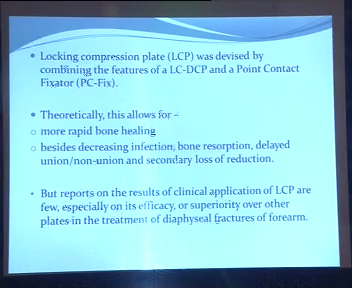 • Locking compression plate (LCP) was devised by
combining the features of a LC-DCP and a Point Contact
Fixator (PC-Fix).
• Theoretically, this allows for –
o more rapid bone healing
o besides decreasing infection, bone resorption, delayed
union/non-union and secondary loss of reduction.
• But reports on the results of clinical application of LCP are
few, especially on its efficacy, or superiority over other
plates in the treatment of diaphyseal fractures of forearm.